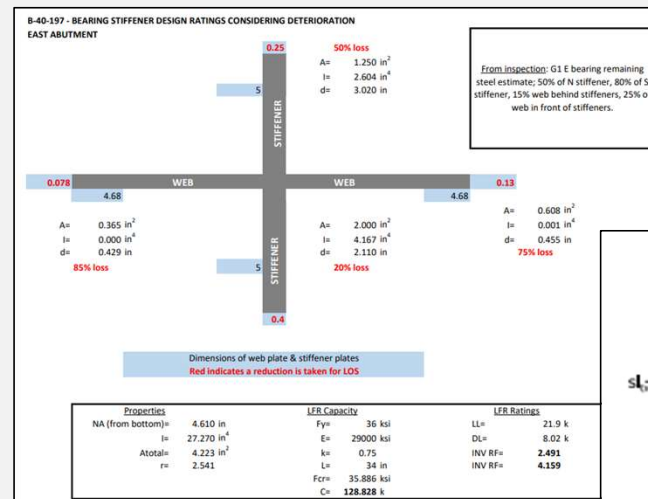 B-40-197 - BEARING STIFFENER DESIGN RATINGS CONSIDERING DETERIORATION
EAST ABUTMENT
0.25 50% loss
A= 1.250 in²
I= 2.604 in⁴
d= 3.020 in
5
STIFFENER
From inspection: G1 E bearing remaining
steel estimate; 50% of N stiffener, 80% of S
stiffener, 15% web behind stiffeners, 25% o
web in front of stiffeners.
0.078 WEB WEB 0.13
4.68 4.68
A= 0.365 in²
I= 0.000 in⁴
d= 0.429 in
85% loss
STIFFENER
5
A= 2.000 in²
I= 4.167 in⁴
d= 2.110 in
20% loss
A= 0.608 in²
I= 0.001 in⁴
d= 0.455 in
75% loss
0.4
Dimensions of web plate & stiffener plates
Red indicates a reduction is taken for LOS
Properties LFR Capacity LFR Ratings
NA (from bottom)= 4.610 in Fy= 36 ksi LL= 21.9 k
I= 27.270 in⁴ E= 29000 ksi DL= 8.02 k
Atotal= 4.223 in² k= 0.75 INV RF= 2.491
r= 2.541 L= 34 in INV RF= 4.159
Fcr= 35.886 ksi
C= 128.828 k